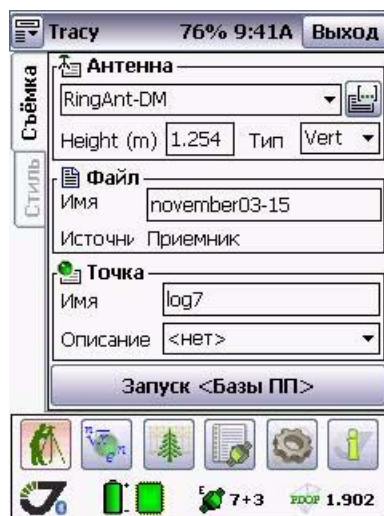 Tracy 76% 9:41A Выход
Съёмка
Стиль
Антенна
RingAnt-DM
Height (m) 1.254 Тип Vert
Файл
Имя november03-15
Источни Приемник
Точка
Имя log7
Описание <нет>
Запуск <Базы ПП>
0 E 7+3 PDOP 1.902